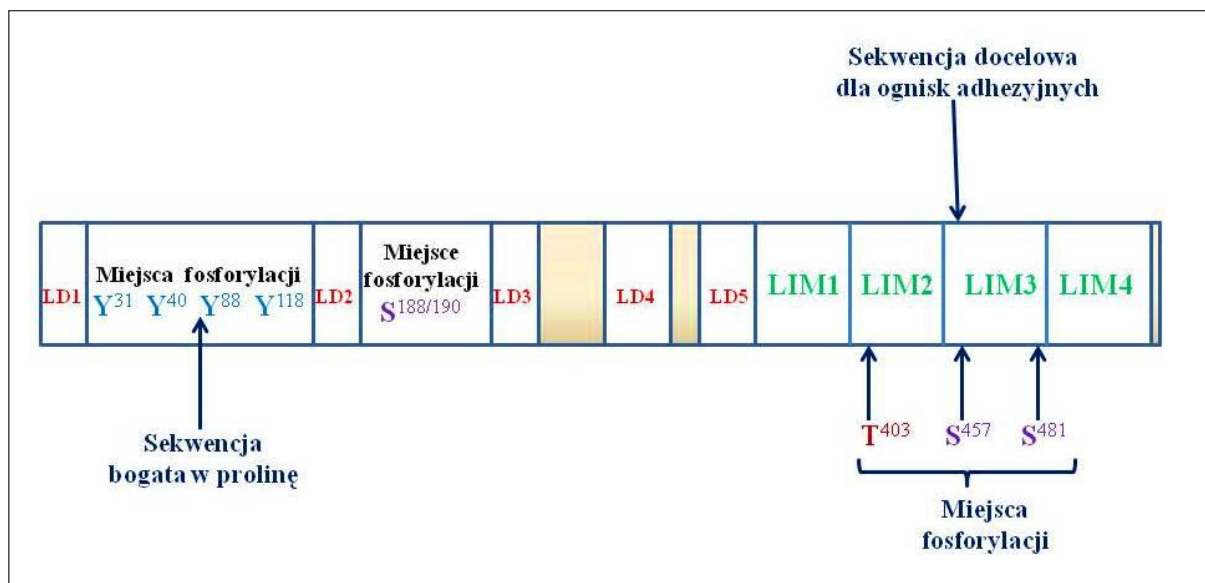 Sekwencja docelowa
dla ognisk adhezyjnych
LD1
Miejsca fosforylacji
Y³¹ Y⁴⁰ Y⁸⁸ Y¹¹⁸
LD2
Miejsce
fosforylacji
S¹⁸⁸/¹⁹⁰
LD3
LD4
LD5
LIM1
LIM2
LIM3
LIM4
T⁴⁰³ S⁴⁵⁷ S⁴⁸¹
Sekwencja
bogata w prolinę
Miejsca
fosforylacji